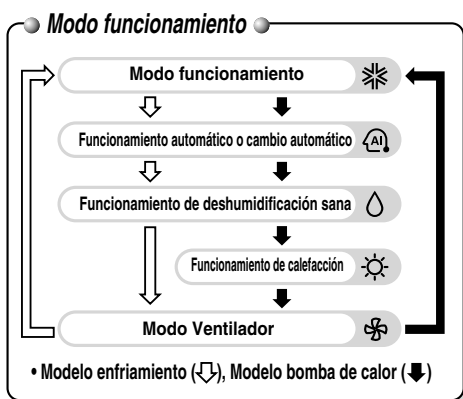 Modo funcionamiento
Modo funcionamiento
Funcionamiento automático o cambio automático
AI
Funcionamiento de deshumidificación sana
Funcionamiento de calefacción
Modo Ventilador
• Modelo enfriamiento (⇩), Modelo bomba de calor (⬇)